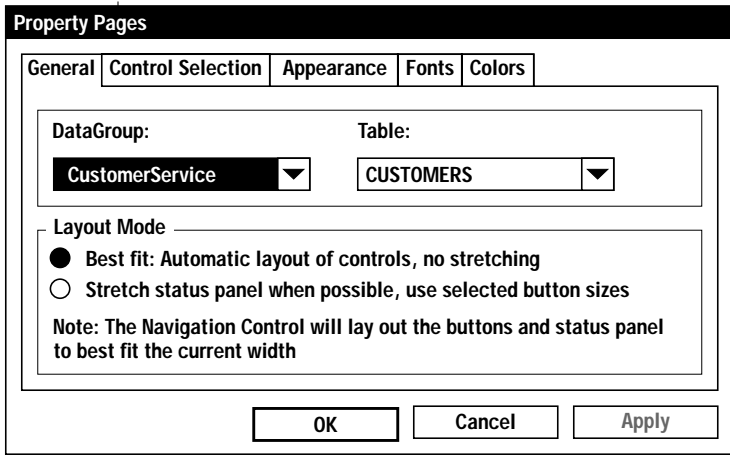 Property Pages
General Control Selection Appearance Fonts Colors
DataGroup: Table:
CustomerService CUSTOMERS
Layout Mode
Best fit: Automatic layout of controls, no stretching
Stretch status panel when possible, use selected button sizes
Note: The Navigation Control will lay out the buttons and status panel
to best fit the current width
OK Cancel Apply